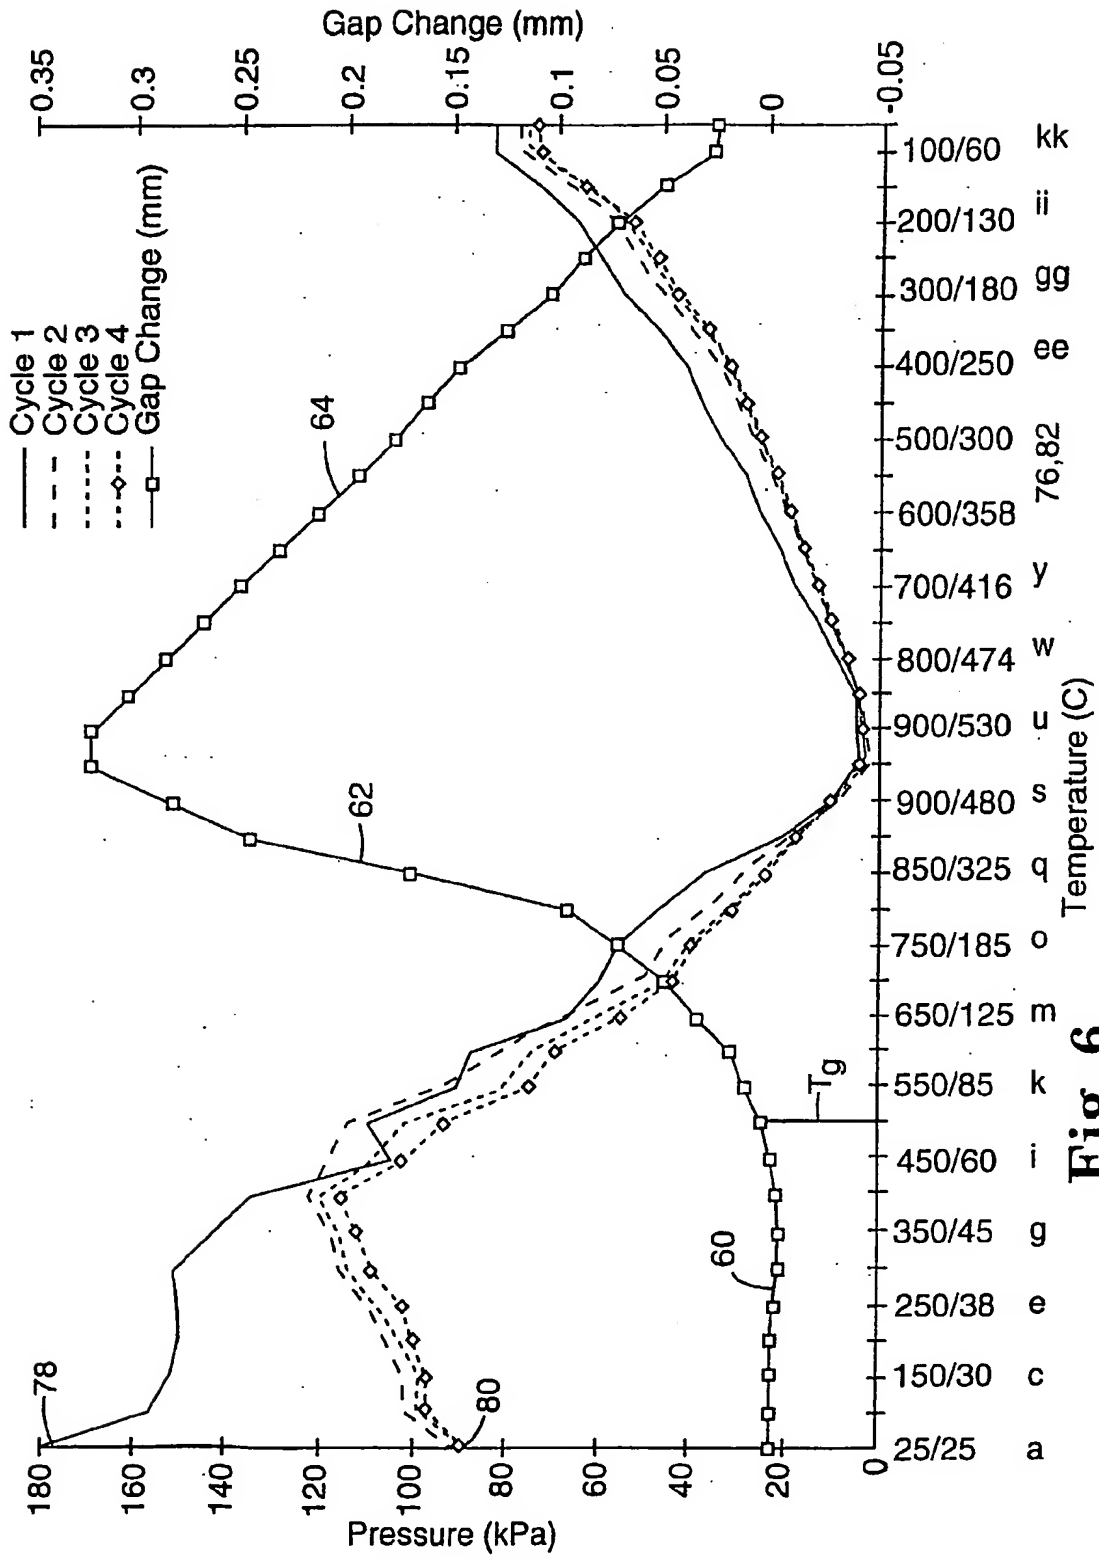 Cycle 1
Cycle 2
Cycle 3
Cycle 4
Gap Change (mm)
Pressure (kPa)
180
160
140
120
100
80
60
40
20
0
Gap Change (mm)
0.35
0.3
0.25
0.2
0.15
0.1
0.05
0
-0.05
78
80
60
62
64
Tg
25/25
150/30
250/38
350/45
450/60
550/85
650/125
750/185
850/325
900/480
900/530
800/474
700/416
600/358
500/300
400/250
300/180
200/130
100/60
a
c
e
g
i
k
m
o
q
s
u
w
y
76,82
ee
gg
ii
kk
Temperature (C)
Fig. 6